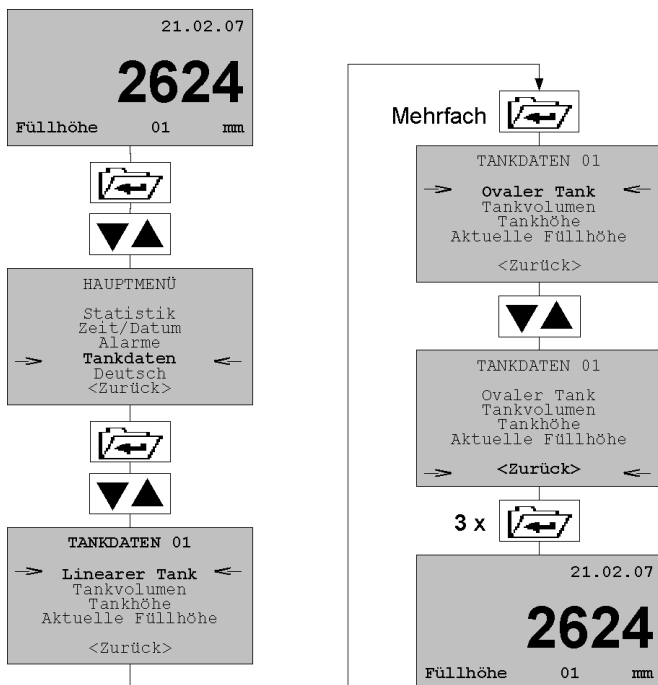 21.02.07
2624
Füllhöhe 01 mm
HAUPTMENÜ
Statistik
Zeit/Datum
Alarme
Tankdaten
Deutsch
<Zurück>
TANKDATEN 01
Linearer Tank
Tankvolumen
Tankhöhe
Aktuelle Füllhöhe
<Zurück>
Mehrfach
TANKDATEN 01
Ovaler Tank
Tankvolumen
Tankhöhe
Aktuelle Füllhöhe
<Zurück>
TANKDATEN 01
Ovaler Tank
Tankvolumen
Tankhöhe
Aktuelle Füllhöhe
<Zurück>
3 x
21.02.07
2624
Füllhöhe 01 mm